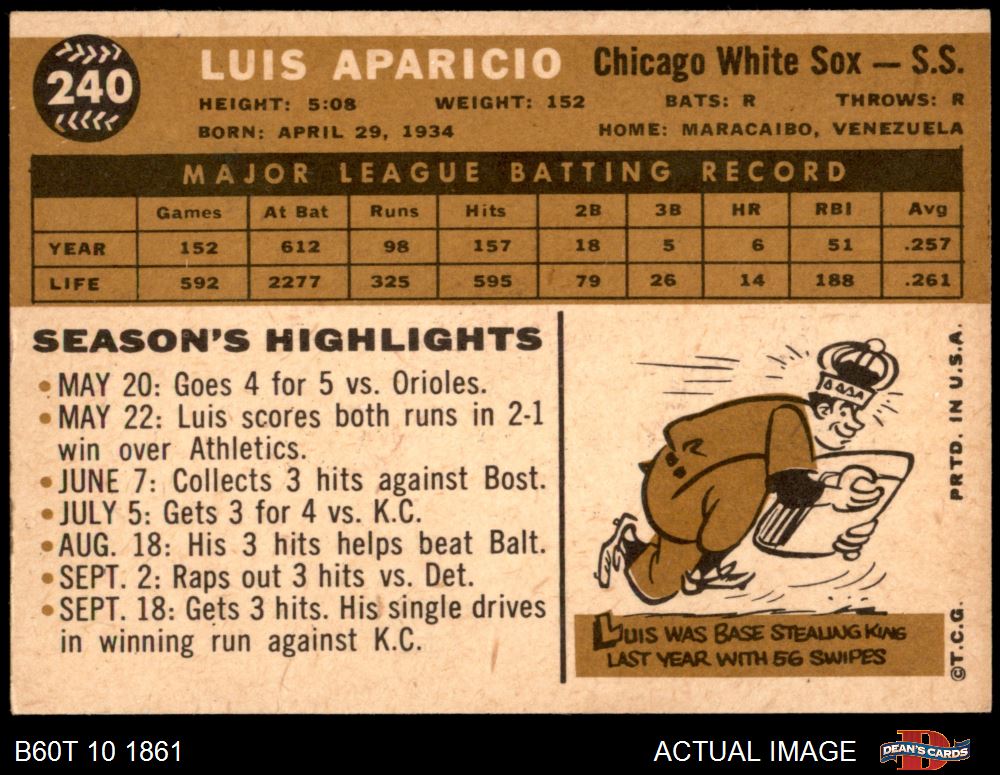 240
LUIS APARICIO Chicago White Sox — S.S.
HEIGHT: 5:08 WEIGHT: 152 BATS: R THROWS: R
BORN: APRIL 29, 1934 HOME: MARACAIBO, VENEZUELA
MAJOR LEAGUE BATTING RECORD
Games At Bat Runs Hits 2B 3B HR RBI Avg
YEAR 152 612 98 157 18 5 6 51 .257
LIFE 592 2277 325 595 79 26 14 188 .261
SEASON'S HIGHLIGHTS
• MAY 20: Goes 4 for 5 vs. Orioles.
• MAY 22: Luis scores both runs in 2-1
win over Athletics.
• JUNE 7: Collects 3 hits against Bost.
• JULY 5: Gets 3 for 4 vs. K.C.
• AUG. 18: His 3 hits helps beat Balt.
• SEPT. 2: Raps out 3 hits vs. Det.
• SEPT. 18: Gets 3 hits. His single drives
in winning run against K.C.
LUIS WAS BASE STEALING KING
LAST YEAR WITH 56 SWIPES
©T.C.G. PRTD. IN U.S.A.
B60T 10 1861 ACTUAL IMAGE DEAN'S CARDS